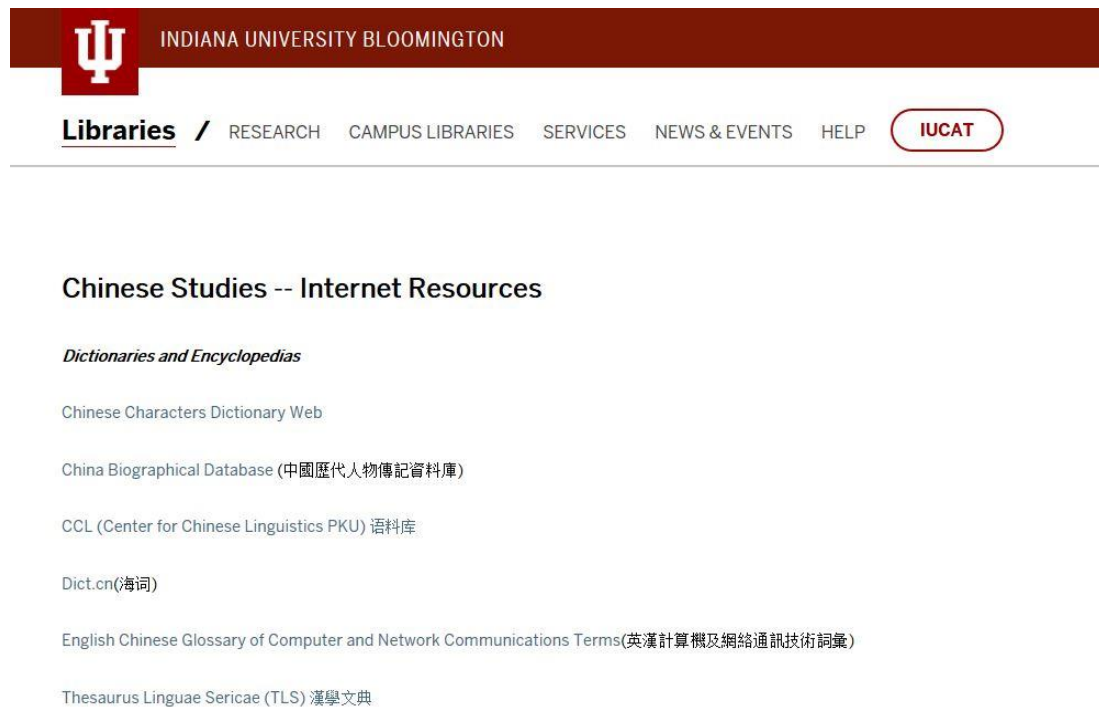 INDIANA UNIVERSITY BLOOMINGTON
Libraries / RESEARCH CAMPUS LIBRARIES SERVICES NEWS & EVENTS HELP IUCAT
Chinese Studies -- Internet Resources
Dictionaries and Encyclopedias
Chinese Characters Dictionary Web
China Biographical Database (中國歷代人物傳記資料庫)
CCL (Center for Chinese Linguistics PKU) 语料库
Dict.cn(海词)
English Chinese Glossary of Computer and Network Communications Terms(英漢計算機及網絡通訊技術詞彙)
Thesaurus Linguae Sericae (TLS) 漢學文典